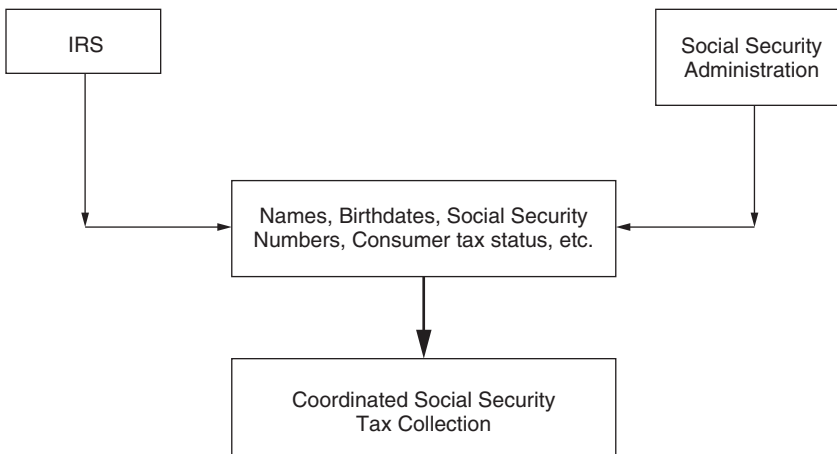 IRS
Social Security
Administration
Names, Birthdates, Social Security
Numbers, Consumer tax status, etc.
Coordinated Social Security
Tax Collection